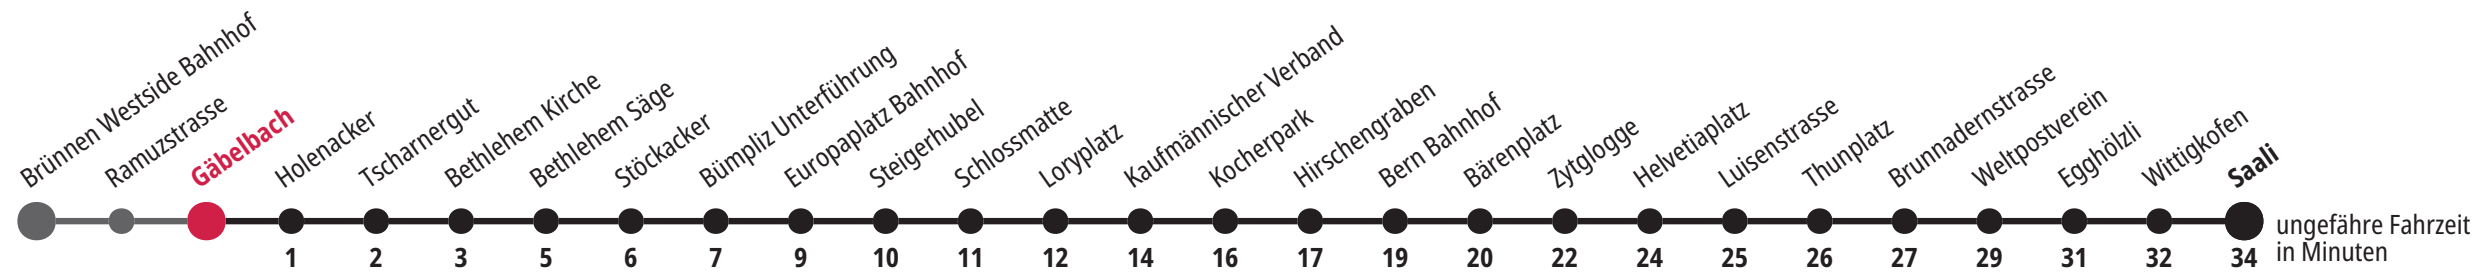 Brünnen Westside Bahnhof
Ramuzstrasse
Gäbelbach
Holenacker
Tscharnergut
Bethlehem Kirche
Bethlehem Säge
Stöckacker
Bümpliz Unterführung
Europaplatz Bahnhof
Steigerhubel
Schlossmatte
Loryplatz
Kaufmännischer Verband
Kocherpark
Hirschengraben
Bern Bahnhof
Bärenplatz
Zytglogge
Helvetiaplatz
Luisenstrasse
Thunplatz
Brunnadernstrasse
Weltpostverein
Egghölzli
Wittigkofen
Saali
1 2 3 5 6 7 9 10 11 12 14 16 17 19 20 22 24 25 26 27 29 31 32 34
ungefähre Fahrzeit
in Minuten